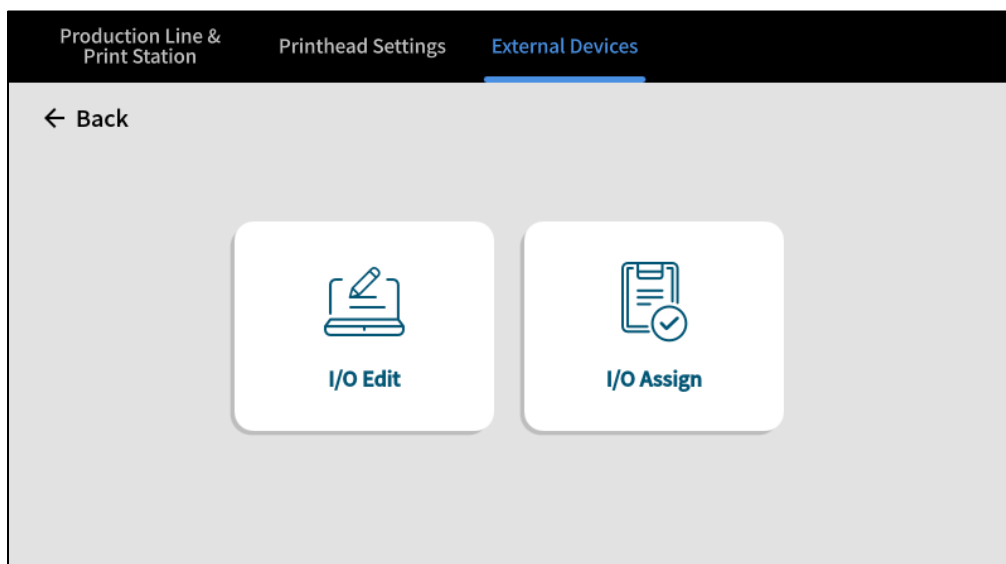 Production Line &
Print Station
Printhead Settings
External Devices
← Back
I/O Edit
I/O Assign